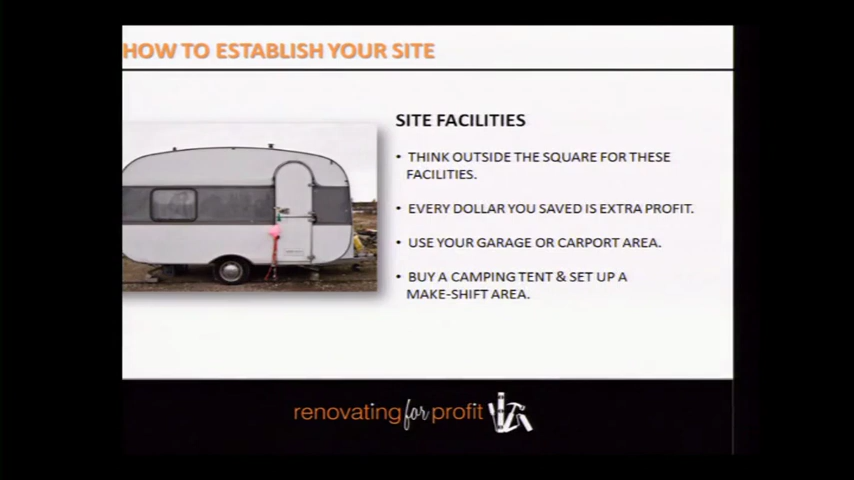 HOW TO ESTABLISH YOUR SITE
SITE FACILITIES
• THINK OUTSIDE THE SQUARE FOR THESE
FACILITIES.
• EVERY DOLLAR YOU SAVED IS EXTRA PROFIT.
• USE YOUR GARAGE OR CARPORT AREA.
• BUY A CAMPING TENT & SET UP A
MAKE-SHIFT AREA.
renovating for profit